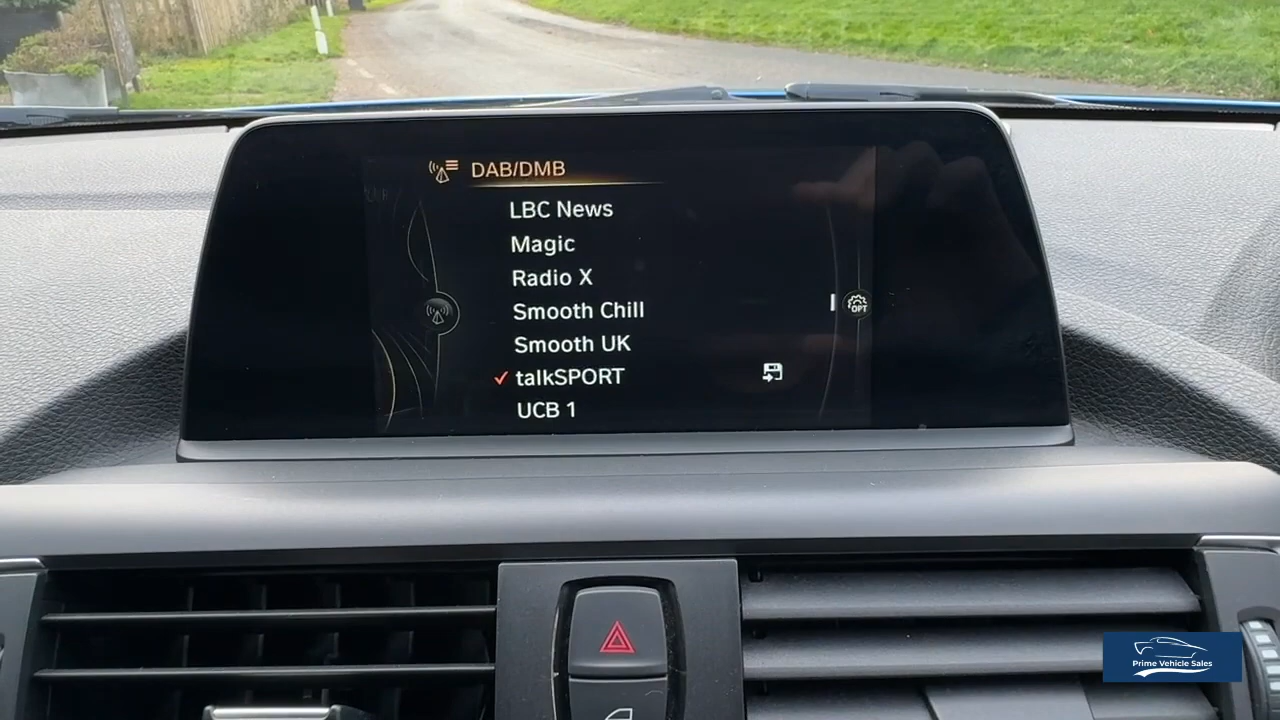 DAB/DMB
LBC News
Magic
Radio X
Smooth Chill
Smooth UK
OPT
talkSPORT
UCB 1
Prime Vehicle Sales